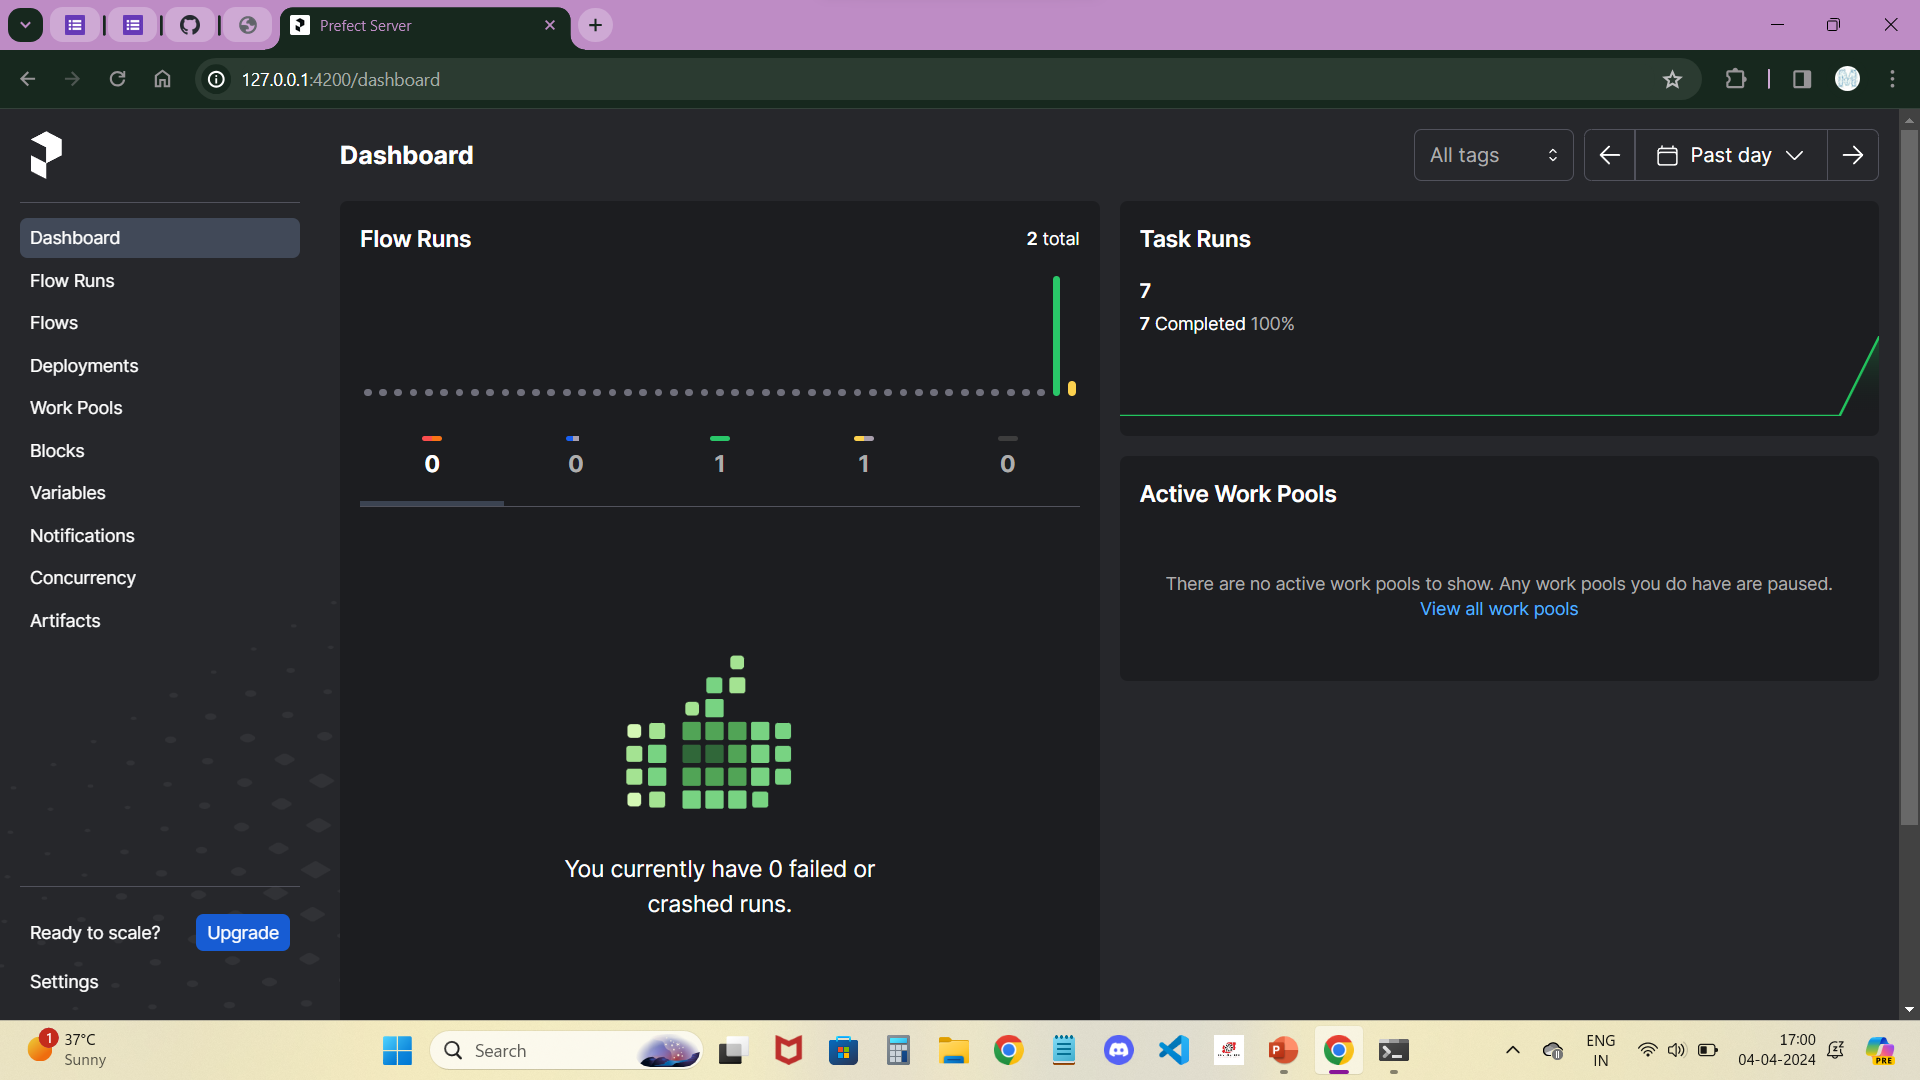 Prefect Server
127.0.0.1:4200/dashboard
Dashboard
All tags
Past day
Dashboard
Flow Runs
Flows
Deployments
Work Pools
Blocks
Variables
Notifications
Concurrency
Artifacts
Ready to scale?
Upgrade
Settings
Flow Runs
2 total
0 0 1 1 0
You currently have 0 failed or
crashed runs.
Task Runs
7
7 Completed 100%
Active Work Pools
There are no active work pools to show. Any work pools you do have are paused.
View all work pools
1
37°C
Sunny
Search
ENG
IN
17:00
04-04-2024
PRE